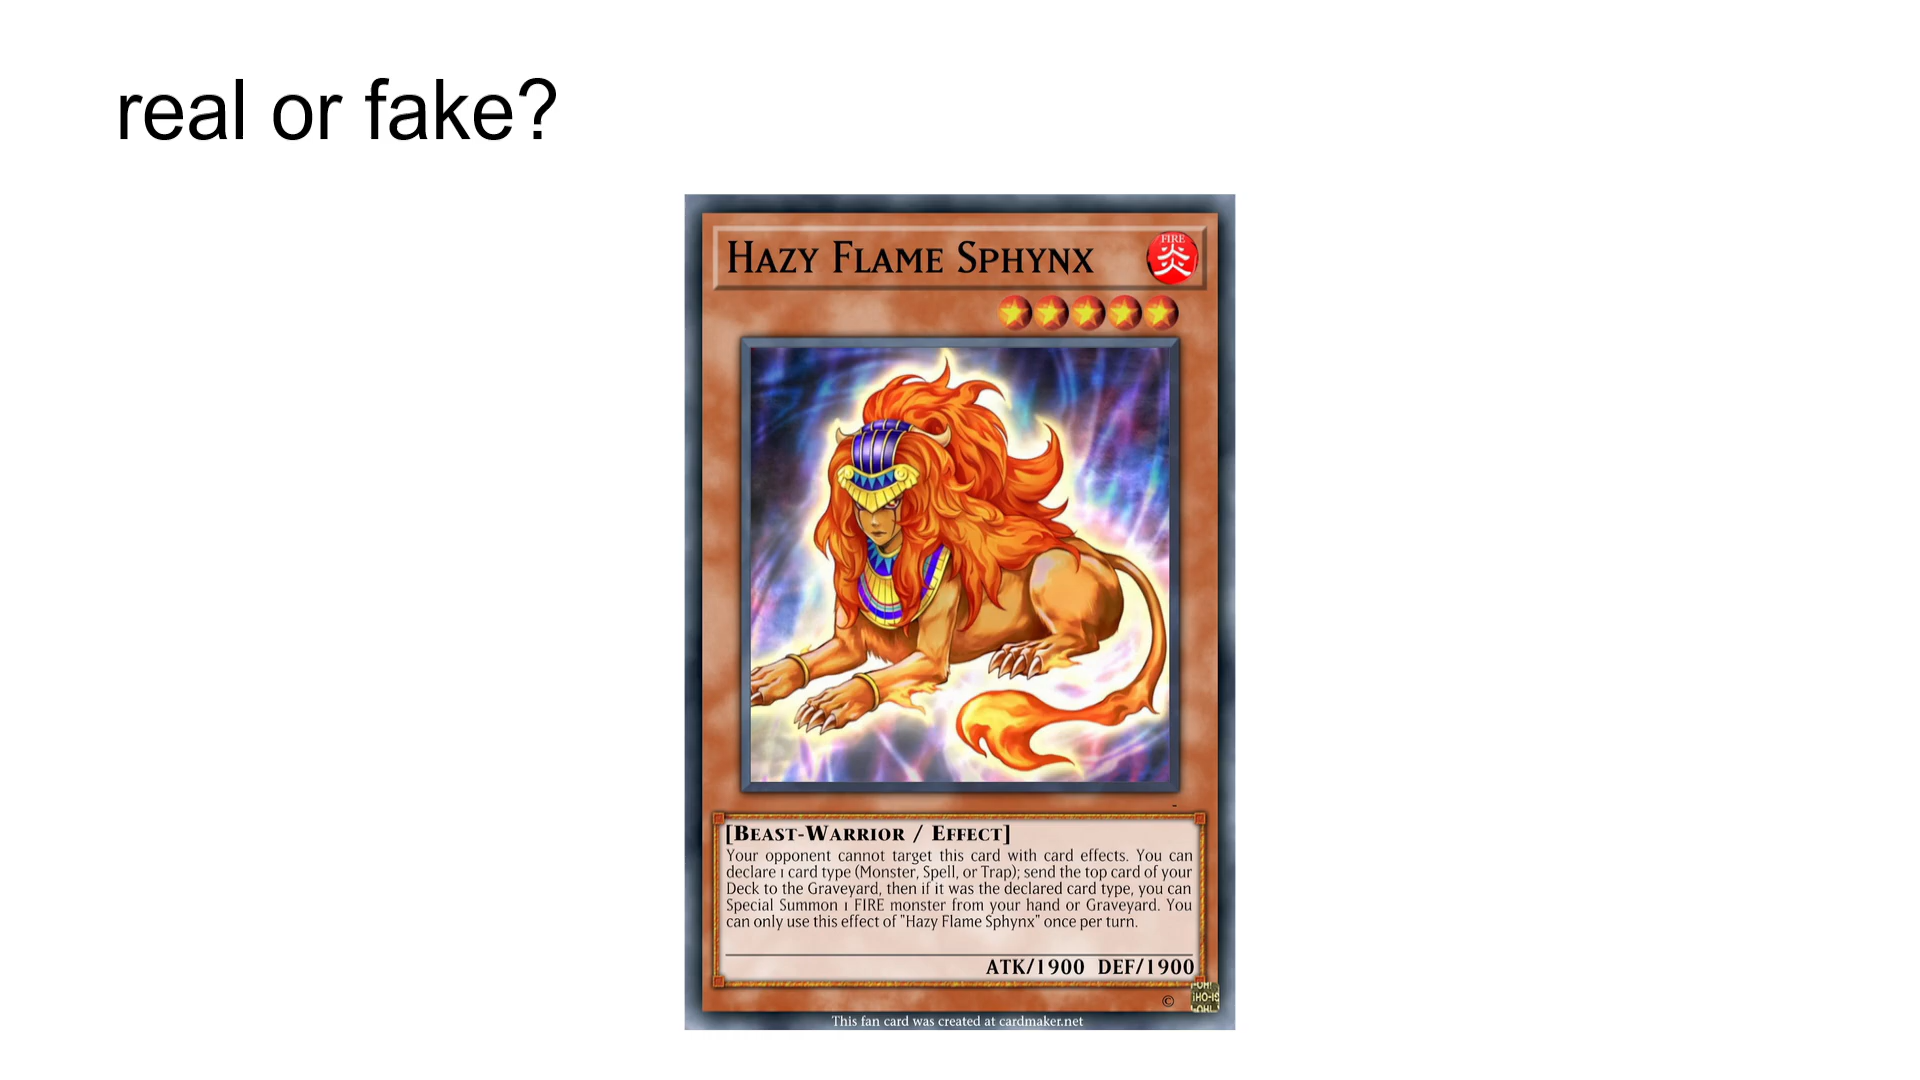 real or fake?
Hazy Flame Sphynx
FIRE
炎
[Beast-Warrior / Effect]
Your opponent cannot target this card with card effects. You can
declare 1 card type (Monster, Spell, or Trap); send the top card of your
Deck to the Graveyard, then if it was the declared card type, you can
Special Summon 1 FIRE monster from your hand or Graveyard. You
can only use this effect of "Hazy Flame Sphynx" once per turn.
ATK/1900 DEF/1900
©
This fan card was created at cardmaker.net